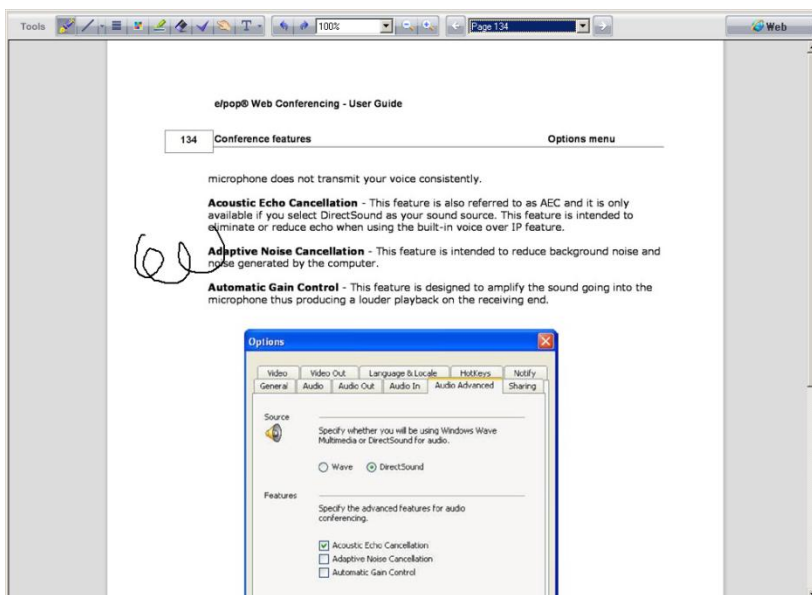 Tools
100%
Page 134
Web
e/pop® Web Conferencing - User Guide
134 Conference features Options menu
microphone does not transmit your voice consistently.
Acoustic Echo Cancellation - This feature is also referred to as AEC and it is only
available if you select DirectSound as your sound source. This feature is intended to
eliminate or reduce echo when using the built-in voice over IP feature.
Adaptive Noise Cancellation - This feature is intended to reduce background noise and
noise generated by the computer.
Automatic Gain Control - This feature is designed to amplify the sound going into the
microphone thus producing a louder playback on the receiving end.
Options
Video Video Out Language & Locale HotKeys Notify
General Audio Audio Out Audio In Audio Advanced Sharing
Source
Specify whether you will be using Windows Wave
Multimedia or DirectSound for audio.
Wave DirectSound
Features
Specify the advanced features for audio
conferencing.
Acoustic Echo Cancellation
Adaptive Noise Cancellation
Automatic Gain Control